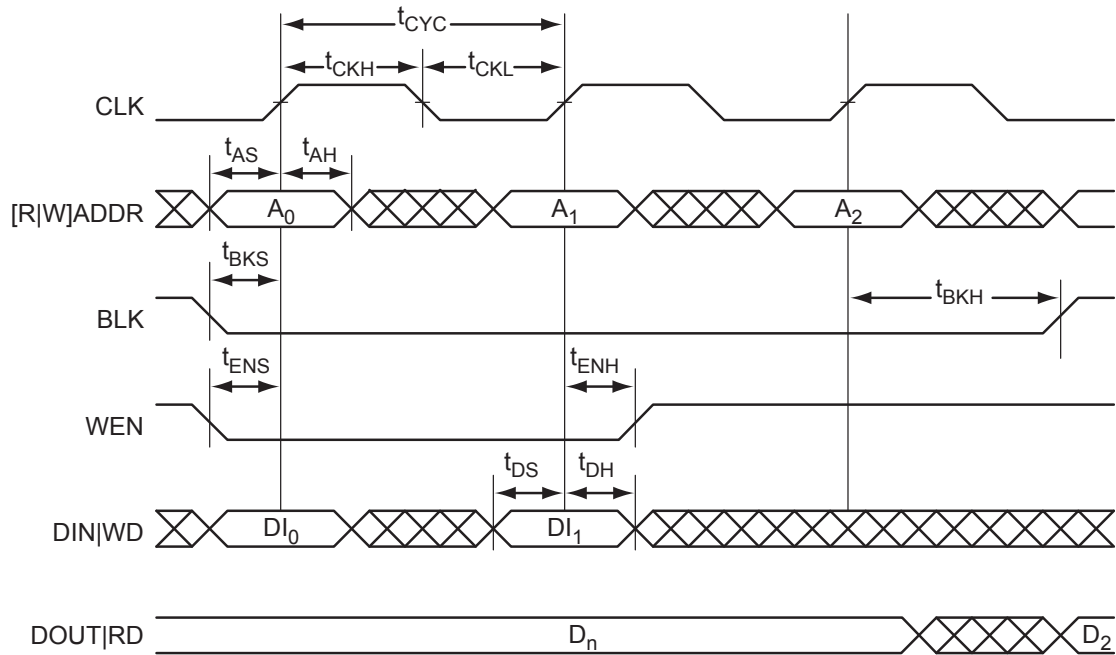 tCYC
tCKH tCKL
CLK
tAS tAH
[R|W]ADDR A0 A1 A2
tBKS tBKH
BLK
tENS tENH
WEN
tDS tDH
DIN|WD DI0 DI1
DOUT|RD Dn D2